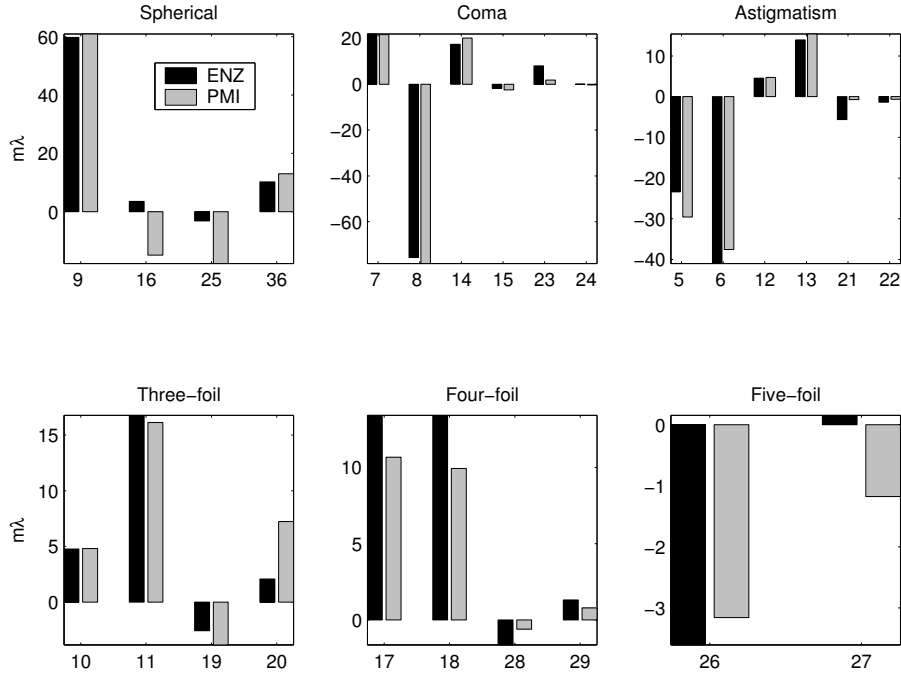 Spherical
60
40
20
0
mλ
ENZ
PMI
9 16 25 36
Coma
20
0
−20
−40
−60
7 8 14 15 23 24
Astigmatism
10
0
−10
−20
−30
−40
5 6 12 13 21 22
Three−foil
15
10
5
0
mλ
10 11 19 20
Four−foil
10
5
0
17 18 28 29
Five−foil
0
−1
−2
−3
26 27